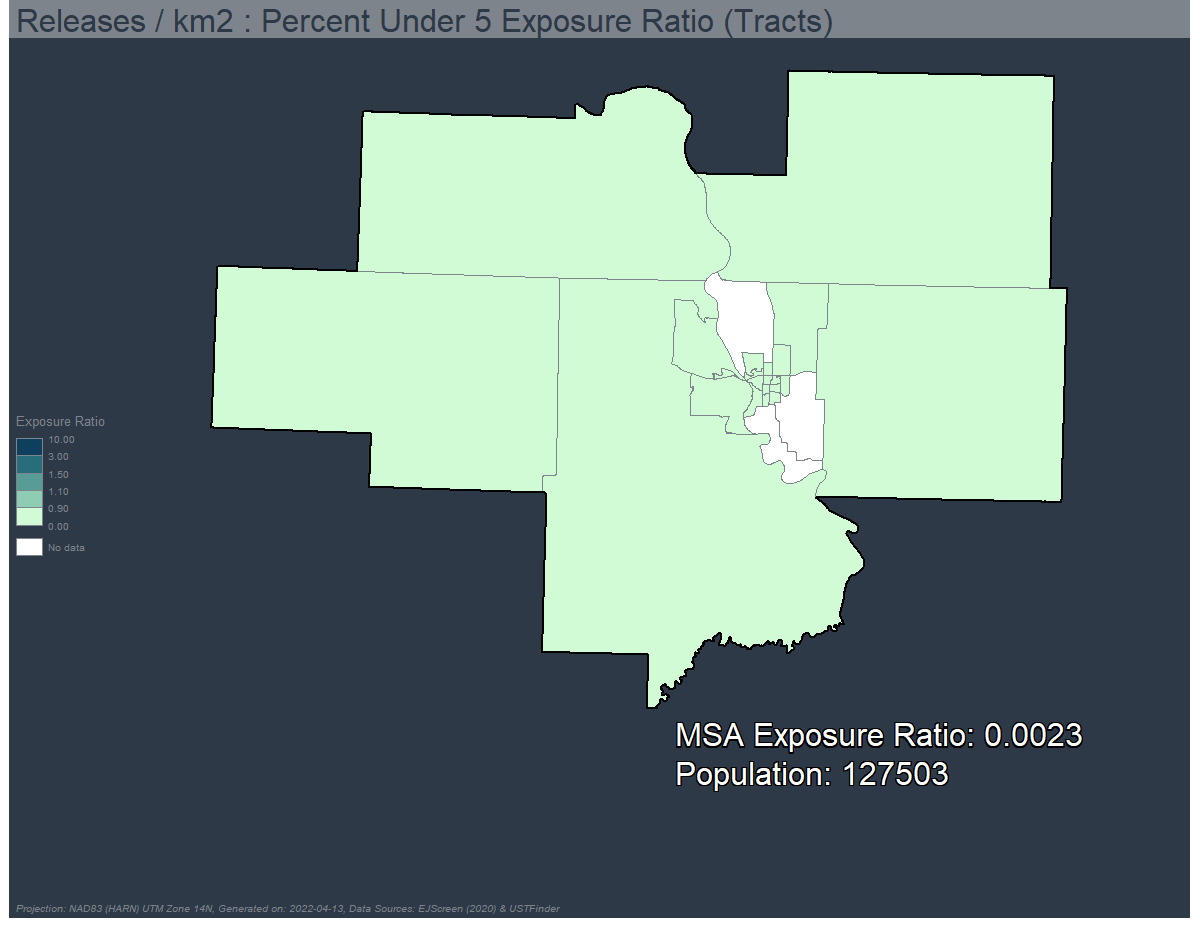 Releases / km2 : Percent Under 5 Exposure Ratio (Tracts)
Exposure Ratio
10.00
3.00
1.50
1.10
0.90
0.00
No data
MSA Exposure Ratio: 0.0023
Population: 127503
Projection: NAD83 (HARN) UTM Zone 14N, Generated on: 2022-04-13, Data Sources: EJScreen (2020) & USTFinder